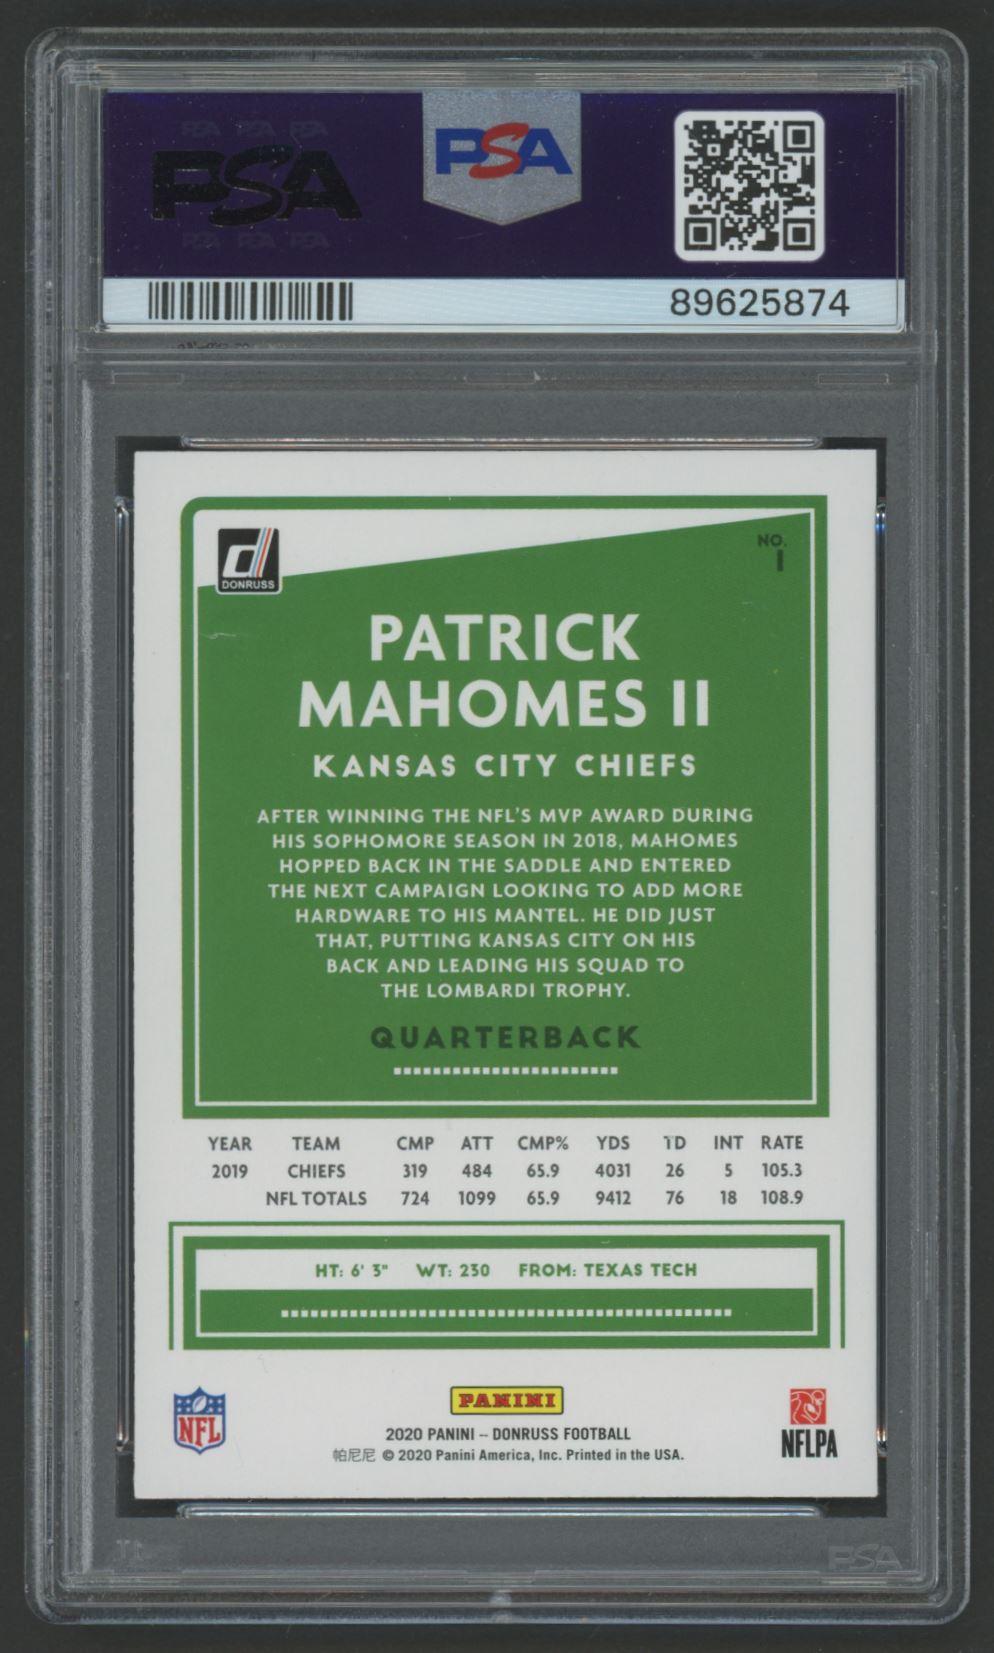 PSA PSA PSA
PSA
PSA PSA PSA
PSA
89625874
DONRUSS
NO.
1
PATRICK
MAHOMES II
KANSAS CITY CHIEFS
AFTER WINNING THE NFL'S MVP AWARD DURING
HIS SOPHOMORE SEASON IN 2018, MAHOMES
HOPPED BACK IN THE SADDLE AND ENTERED
THE NEXT CAMPAIGN LOOKING TO ADD MORE
HARDWARE TO HIS MANTEL. HE DID JUST
THAT, PUTTING KANSAS CITY ON HIS
BACK AND LEADING HIS SQUAD TO
THE LOMBARDI TROPHY.
QUARTERBACK
YEAR TEAM CMP ATT CMP% YDS TD INT RATE
2019 CHIEFS 319 484 65.9 4031 26 5 105.3
NFL TOTALS 724 1099 65.9 9412 76 18 108.9
HT: 6' 3" WT: 230 FROM: TEXAS TECH
NFL
PANINI
NFLPA
2020 PANINI – DONRUSS FOOTBALL
帕尼尼 © 2020 Panini America, Inc. Printed in the USA.
PSA